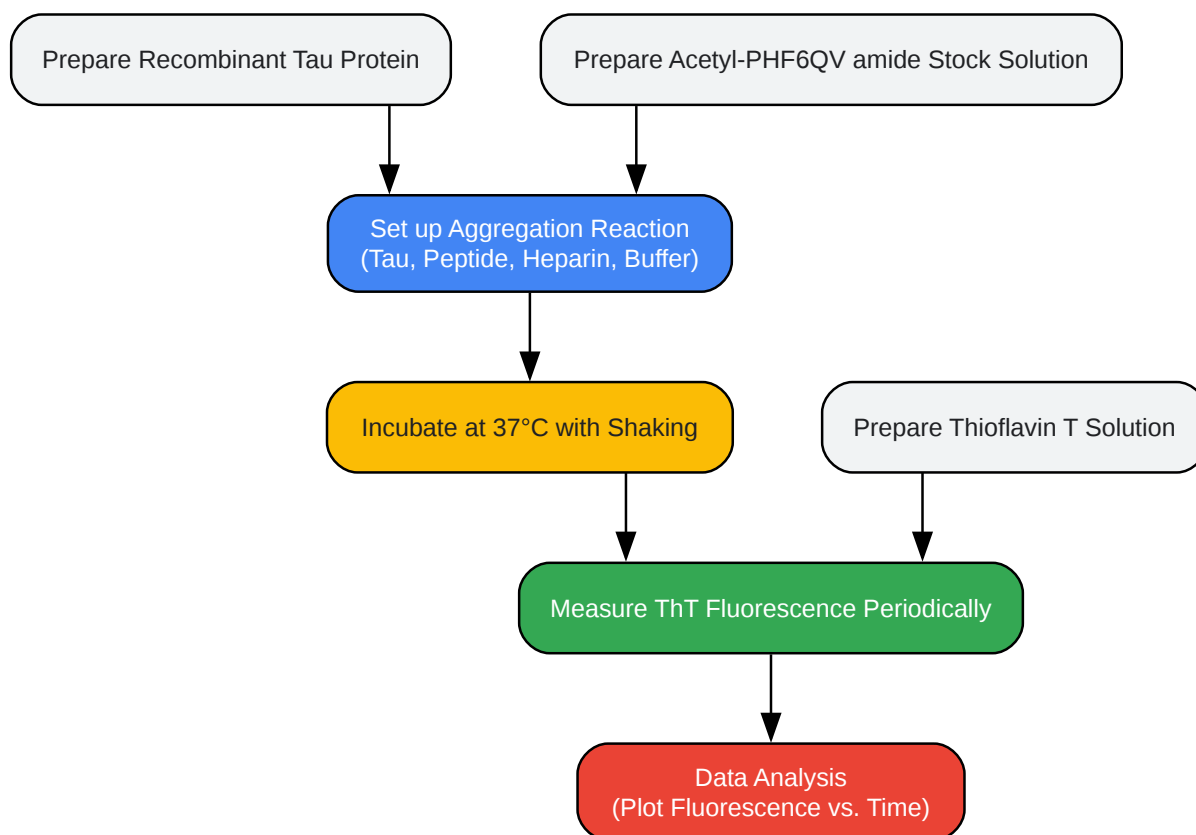 Prepare Recombinant Tau Protein
Prepare Acetyl-PHF6QV amide Stock Solution
Set up Aggregation Reaction
(Tau, Peptide, Heparin, Buffer)
Incubate at 37°C with Shaking
Prepare Thioflavin T Solution
Measure ThT Fluorescence Periodically
Data Analysis
(Plot Fluorescence vs. Time)